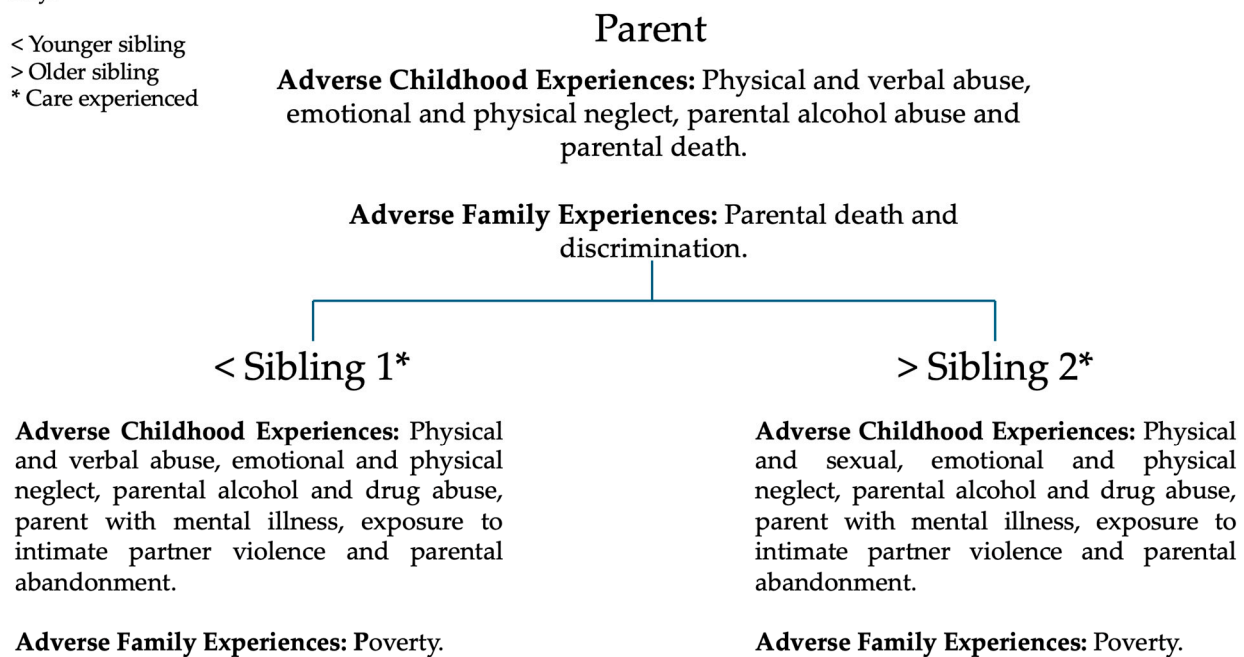 < Younger sibling
> Older sibling
* Care experienced
Parent
Adverse Childhood Experiences: Physical and verbal abuse,
emotional and physical neglect, parental alcohol abuse and
parental death.
Adverse Family Experiences: Parental death and
discrimination.
< Sibling 1*
Adverse Childhood Experiences: Physical
and verbal abuse, emotional and physical
neglect, parental alcohol and drug abuse,
parent with mental illness, exposure to
intimate partner violence and parental
abandonment.
Adverse Family Experiences: Poverty.
> Sibling 2*
Adverse Childhood Experiences: Physical
and sexual, emotional and physical
neglect, parental alcohol and drug abuse,
parent with mental illness, exposure to
intimate partner violence and parental
abandonment.
Adverse Family Experiences: Poverty.